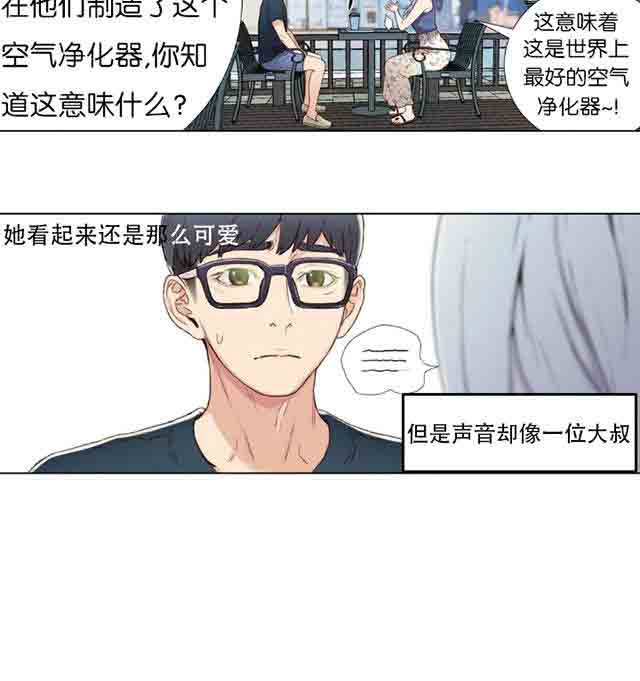 在他们制造了这个
空气净化器,你知
道这意味什么?
这意味着
这是世界上
最好的空气
净化器~!
她看起来还是那么可爱
但是声音却像一位大叔